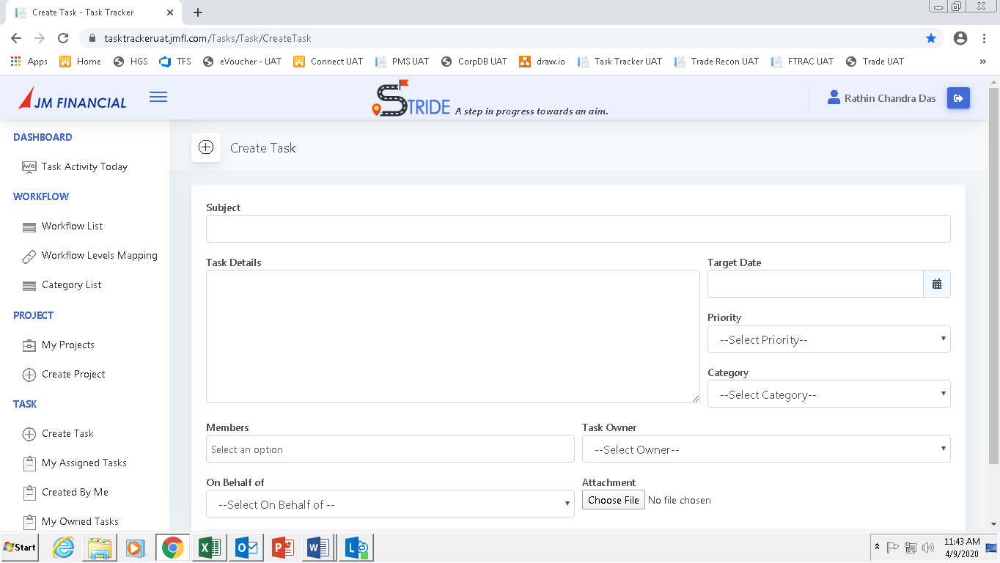 Create Task - Task Tracker
tasktrackeruat.jmfl.com/Tasks/Task/CreateTask
Apps Home HGS TFS eVoucher - UAT Connect UAT PMS UAT CorpDB UAT draw.io Task Tracker UAT Trade Recon UAT FTRAC UAT Trade UAT »
JM FINANCIAL STRIDE A step in progress towards an aim. Rathin Chandra Das
DASHBOARD
Task Activity Today
WORKFLOW
Workflow List
Workflow Levels Mapping
Category List
PROJECT
My Projects
Create Project
TASK
Create Task
My Assigned Tasks
Created By Me
My Owned Tasks
Create Task
Subject
Task Details
Target Date
Priority
--Select Priority--
Category
--Select Category--
Members
Select an option
Task Owner
--Select Owner--
On Behalf of
--Select On Behalf of --
Attachment
Choose File No file chosen
Start
11:43 AM
4/9/2020